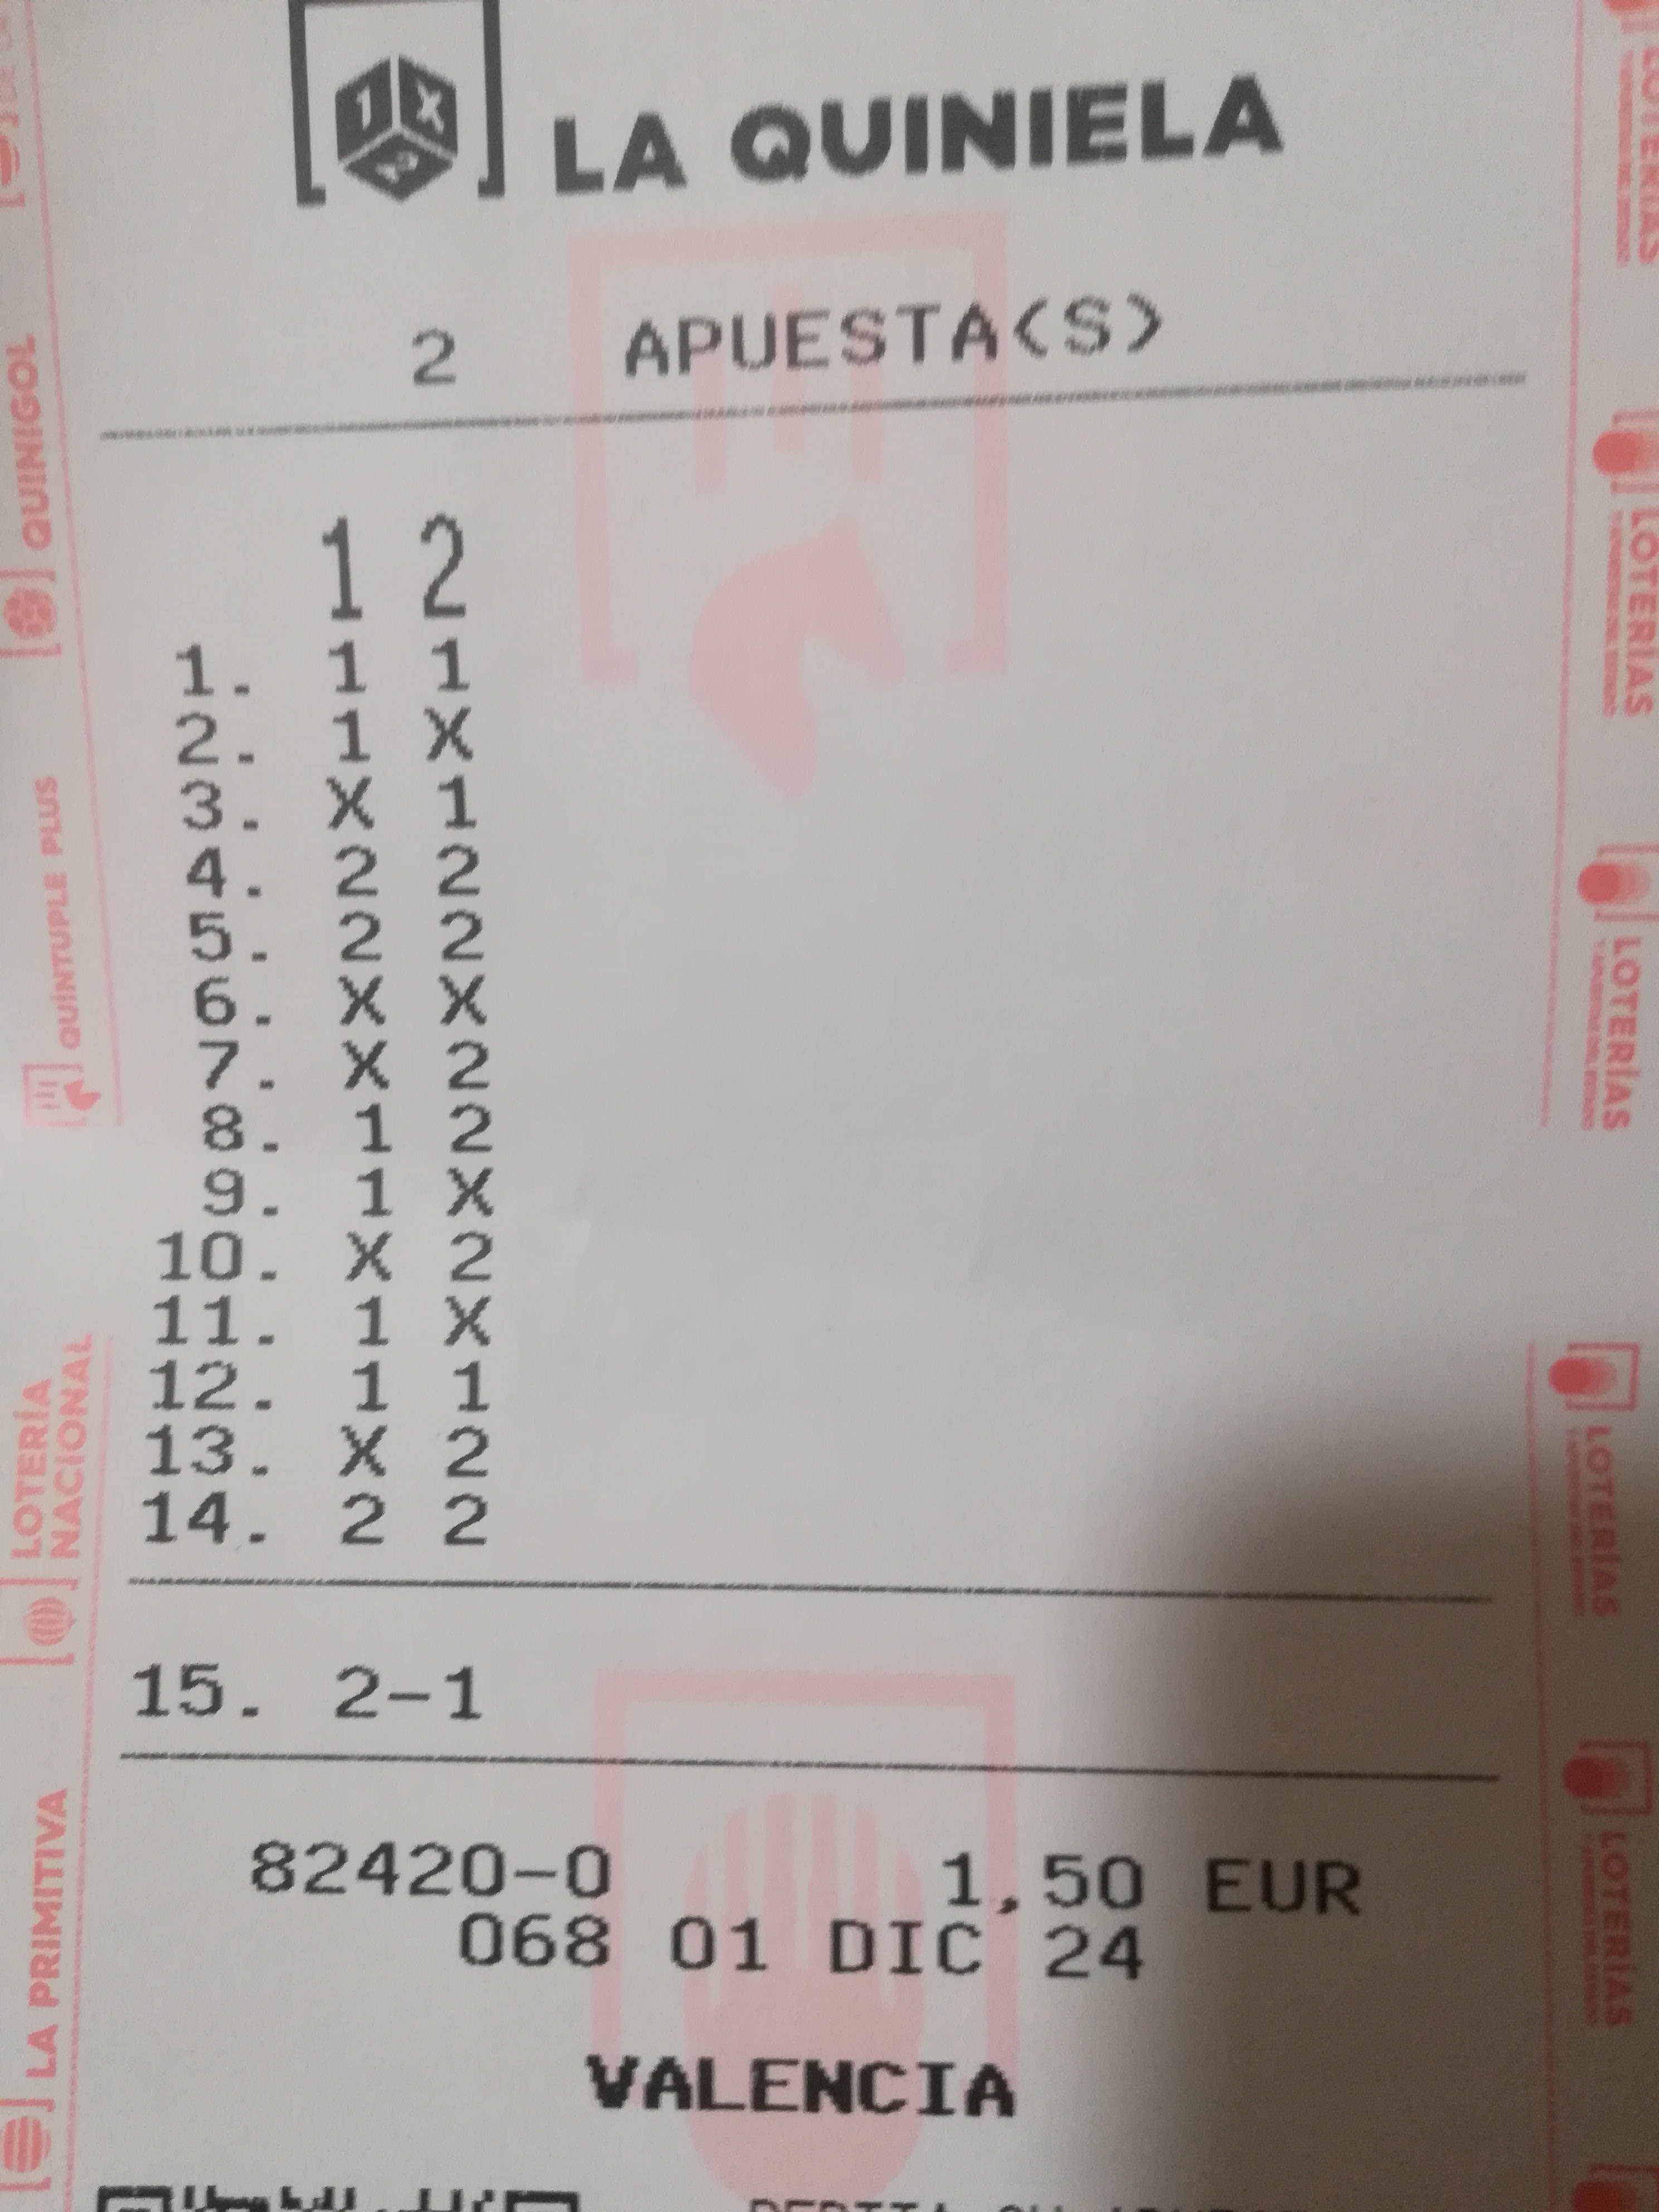 1 X 2
LA QUINIELA
2 APUESTA(S)
1 2
1. 1 1
2. 1 X
3. X 1
4. 2 2
5. 2 2
6. X X
7. X 2
8. 1 2
9. 1 X
10. X 2
11. 1 X
12. 1 1
13. X 2
14. 2 2
15. 2-1
82420-0 1,50 EUR
068 01 DIC 24
VALENCIA
QUINIGOL
QUÍNTUPLE PLUS
LOTERÍA
NACIONAL
LA PRIMITIVA
LOTERÍAS
LOTERÍAS
LOTERÍAS
LOTERÍAS
LOTERÍAS